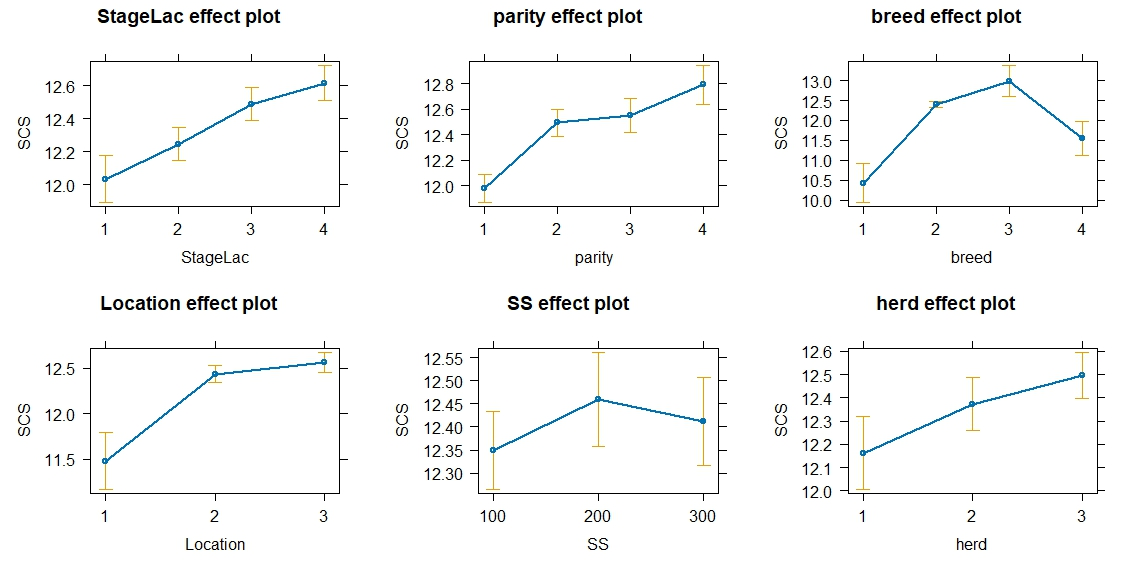 StageLac effect plot
SCS
12.6
12.4
12.2
12.0
1 2 3 4
StageLac
parity effect plot
SCS
12.8
12.6
12.4
12.2
12.0
1 2 3 4
parity
breed effect plot
SCS
13.0
12.5
12.0
11.5
11.0
10.5
10.0
1 2 3 4
breed
Location effect plot
SCS
12.5
12.0
11.5
1 2 3
Location
SS effect plot
SCS
12.55
12.50
12.45
12.40
12.35
12.30
100 200 300
SS
herd effect plot
SCS
12.6
12.5
12.4
12.3
12.2
12.1
12.0
1 2 3
herd